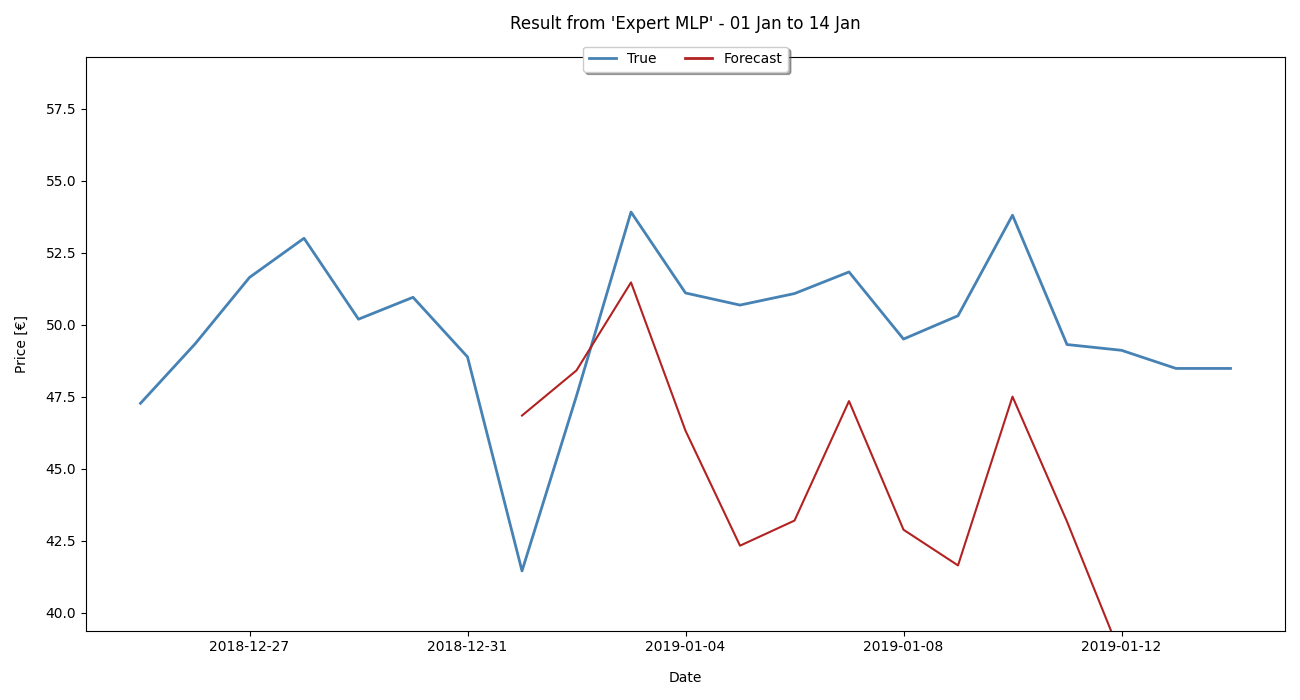 Result from 'Expert MLP' - 01 Jan to 14 Jan
True Forecast
57.5
55.0
52.5
50.0
47.5
45.0
42.5
40.0
Price [€]
2018-12-27 2018-12-31 2019-01-04 2019-01-08 2019-01-12
Date